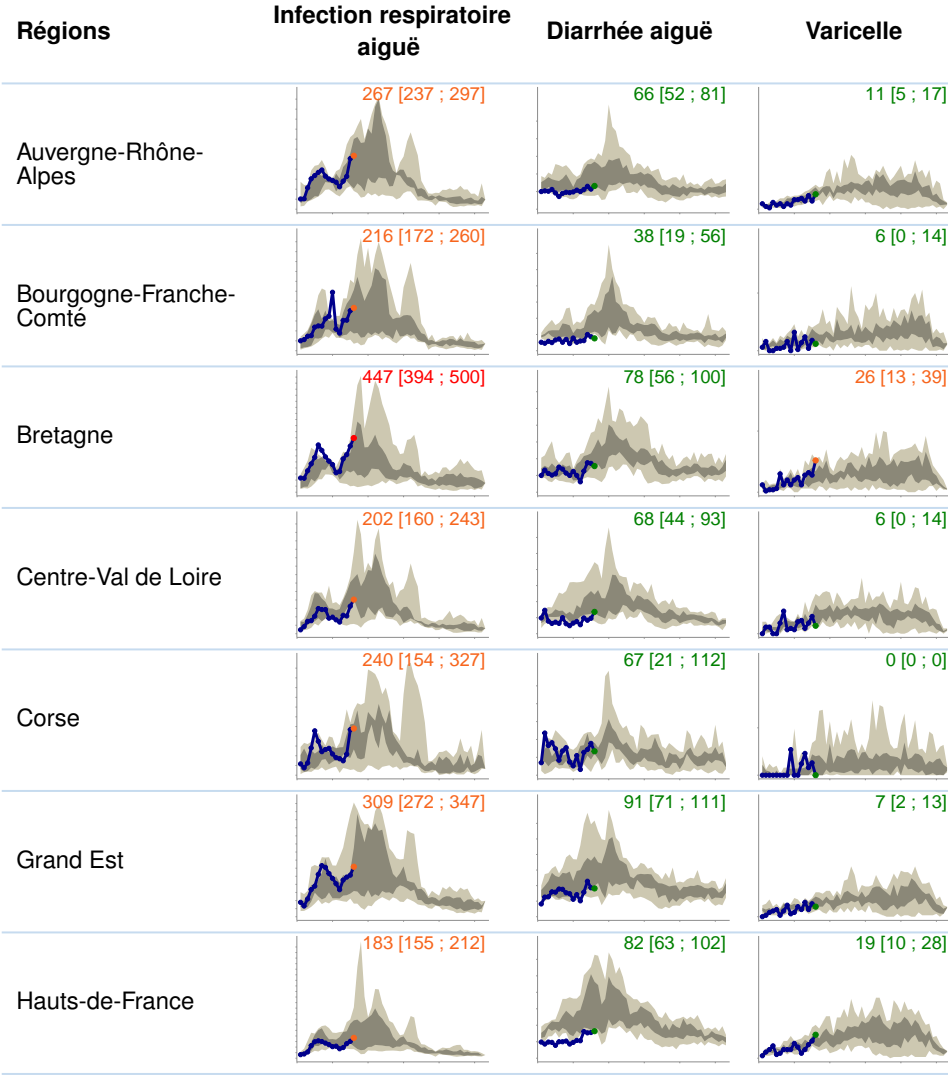 Régions
Infection respiratoire
aiguë
Diarrhée aiguë
Varicelle
Auvergne-Rhône-
Alpes
267 [237 ; 297]
66 [52 ; 81]
11 [5 ; 17]
Bourgogne-Franche-
Comté
216 [172 ; 260]
38 [19 ; 56]
6 [0 ; 14]
Bretagne
447 [394 ; 500]
78 [56 ; 100]
26 [13 ; 39]
Centre-Val de Loire
202 [160 ; 243]
68 [44 ; 93]
6 [0 ; 14]
Corse
240 [154 ; 327]
67 [21 ; 112]
0 [0 ; 0]
Grand Est
309 [272 ; 347]
91 [71 ; 111]
7 [2 ; 13]
Hauts-de-France
183 [155 ; 212]
82 [63 ; 102]
19 [10 ; 28]